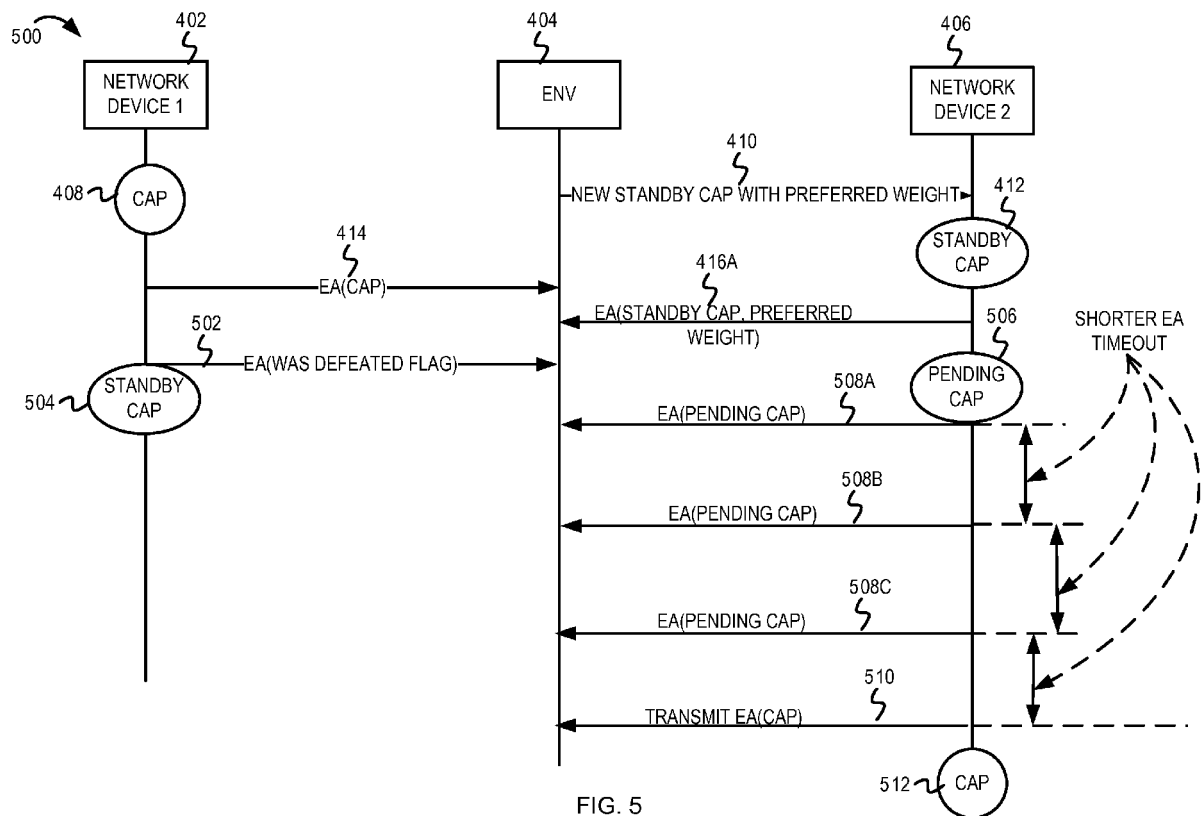 500
402
404
406
NETWORK
DEVICE 1
ENV
NETWORK
DEVICE 2
408
CAP
410
NEW STANDBY CAP WITH PREFERRED WEIGHT
412
STANDBY
CAP
414
EA(CAP)
416A
EA(STANDBY CAP, PREFERRED
WEIGHT)
502
EA(WAS DEFEATED FLAG)
506
SHORTER EA
TIMEOUT
504
STANDBY
CAP
PENDING
CAP
508A
EA(PENDING CAP)
508B
EA(PENDING CAP)
508C
EA(PENDING CAP)
510
TRANSMIT EA(CAP)
512
CAP
FIG. 5